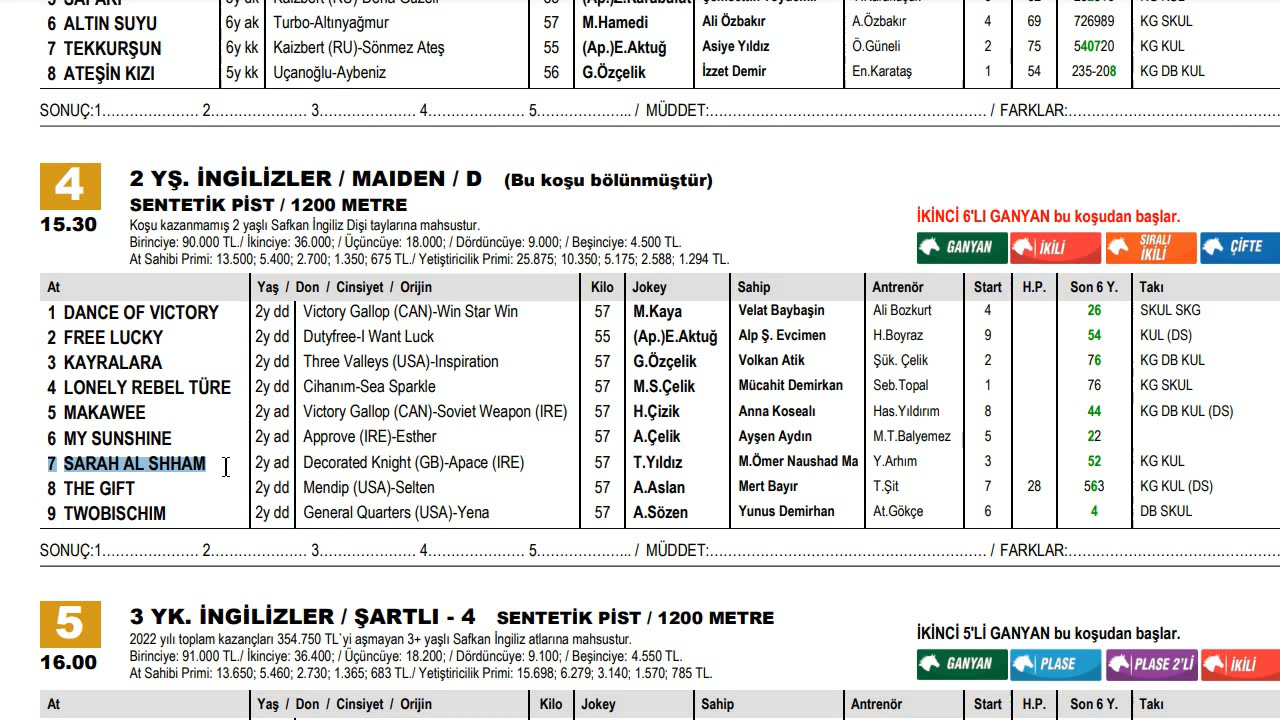 6 ALTIN SUYU 6y ak Turbo-Altınyağmur 57 M.Hamedi Ali Özbakır A.Özbakır 4 69 726989 KG SKUL
7 TEKKURŞUN 6y kk Kaizbert (RU)-Sönmez Ateş 55 (Ap.)E.Aktuğ Asiye Yıldız Ö.Güneli 2 75 540720 KG KUL
8 ATEŞİN KIZI 5y kk Uçanoğlu-Aybeniz 56 G.Özçelik İzzet Demir En.Karataş 1 54 235-208 KG DB KUL
SONUÇ:1..................... 2..................... 3..................... 4..................... 5..................... / MÜDDET:............................................................. / FARKLAR:...............................................
4 2 YŞ. İNGİLİZLER / MAIDEN / D (Bu koşu bölünmüştür)
15.30 SENTETİK PİST / 1200 METRE
İKİNCİ 6'LI GANYAN bu koşudan başlar.
Koşu kazanmamış 2 yaşlı Safkan İngiliz Dişi taylarına mahsustur.
Birinciye: 90.000 TL./ İkinciye: 36.000; / Üçüncüye: 18.000; / Dördüncüye: 9.000; / Beşinciye: 4.500 TL.
GANYAN İKİLİ SIRALI İKİLİ ÇİFTE
At Sahibi Primi: 13.500; 5.400; 2.700; 1.350; 675 TL./ Yetiştiricilik Primi: 25.875; 10.350; 5.175; 2.588; 1.294 TL.
At Yaş / Don / Cinsiyet / Orijin Kilo Jokey Sahip Antrenör Start H.P. Son 6 Y. Takı
1 DANCE OF VICTORY 2y dd Victory Gallop (CAN)-Win Star Win 57 M.Kaya Velat Baybaşin Ali Bozkurt 4 26 SKUL SKG
2 FREE LUCKY 2y dd Dutyfree-I Want Luck 55 (Ap.)E.Aktuğ Alp Ş. Evcimen H.Boyraz 9 54 KUL (DS)
3 KAYRALARA 2y dd Three Valleys (USA)-Inspiration 57 G.Özçelik Volkan Atik Şük. Çelik 2 76 KG DB KUL
4 LONELY REBEL TÜRE 2y dd Cihanım-Sea Sparkle 57 M.S.Çelik Mücahit Demirkan Seb.Topal 1 76 KG SKUL
5 MAKAWEE 2y ad Victory Gallop (CAN)-Soviet Weapon (IRE) 57 H.Çizik Anna Kosealı Has.Yıldırım 8 44 KG DB KUL (DS)
6 MY SUNSHINE 2y ad Approve (IRE)-Esther 57 A.Çelik Ayşen Aydın M.T.Balyemez 5 22
7 SARAH AL SHHAM 2y ad Decorated Knight (GB)-Apace (IRE) 57 T.Yıldız M.Ömer Naushad Ma Y.Arhım 3 52 KG KUL
8 THE GIFT 2y dd Mendip (USA)-Selten 57 A.Aslan Mert Bayır T.Şit 7 28 563 KG KUL (DS)
9 TWOBISCHIM 2y dd General Quarters (USA)-Yena 57 A.Sözen Yunus Demirhan At.Gökçe 6 4 DB SKUL
SONUÇ:1..................... 2..................... 3..................... 4..................... 5..................... / MÜDDET:............................................................. / FARKLAR:...............................................
5 3 YK. İNGİLİZLER / ŞARTLI - 4 SENTETİK PİST / 1200 METRE
İKİNCİ 5'Lİ GANYAN bu koşudan başlar.
2022 yılı toplam kazançları 354.750 TL'yi aşmayan 3+ yaşlı Safkan İngiliz atlarına mahsustur.
16.00 Birinciye: 91.000 TL./ İkinciye: 36.400; / Üçüncüye: 18.200; / Dördüncüye: 9.100; / Beşinciye: 4.550 TL.
GANYAN PLASE PLASE 2'Lİ İKİLİ
At Sahibi Primi: 13.650; 5.460; 2.730; 1.365; 683 TL./ Yetiştiricilik Primi: 15.698; 6.279; 3.140; 1.570; 785 TL.
At Yaş / Don / Cinsiyet / Orijin Kilo Jokey Sahip Antrenör Start H.P. Son 6 Y. Takı